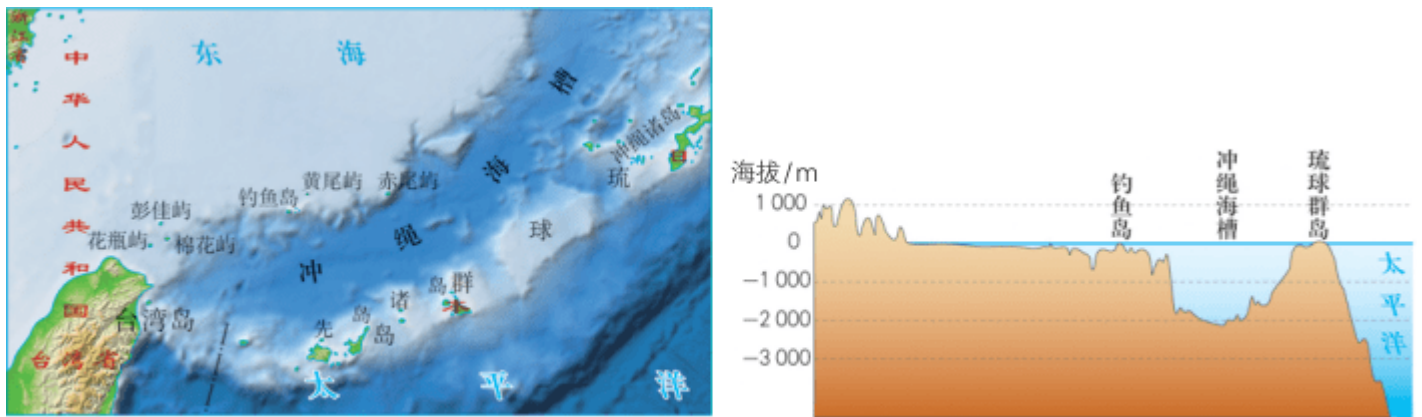 浙江省
中华人民共和国
东海
冲绳海槽
冲绳诸岛
日本
琉球群岛
黄尾屿
赤尾屿
钓鱼岛
彭佳屿
花瓶屿
棉花屿
台湾岛
台湾省
先岛诸岛
太平洋
海拔/m
钓鱼岛
冲绳海槽
琉球群岛
1 000
0
−1 000
−2 000
−3 000
太平洋